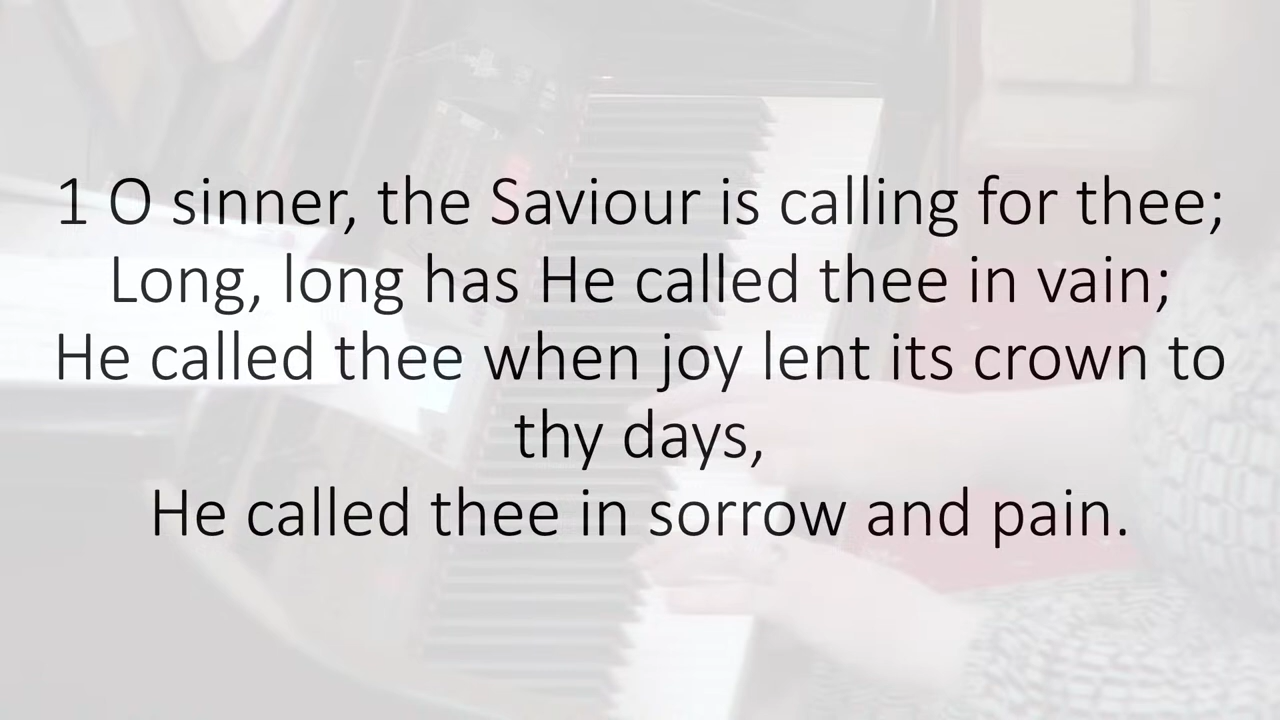 1 O sinner, the Saviour is calling for thee;
Long, long has He called thee in vain;
He called thee when joy lent its crown to
thy days,
He called thee in sorrow and pain.